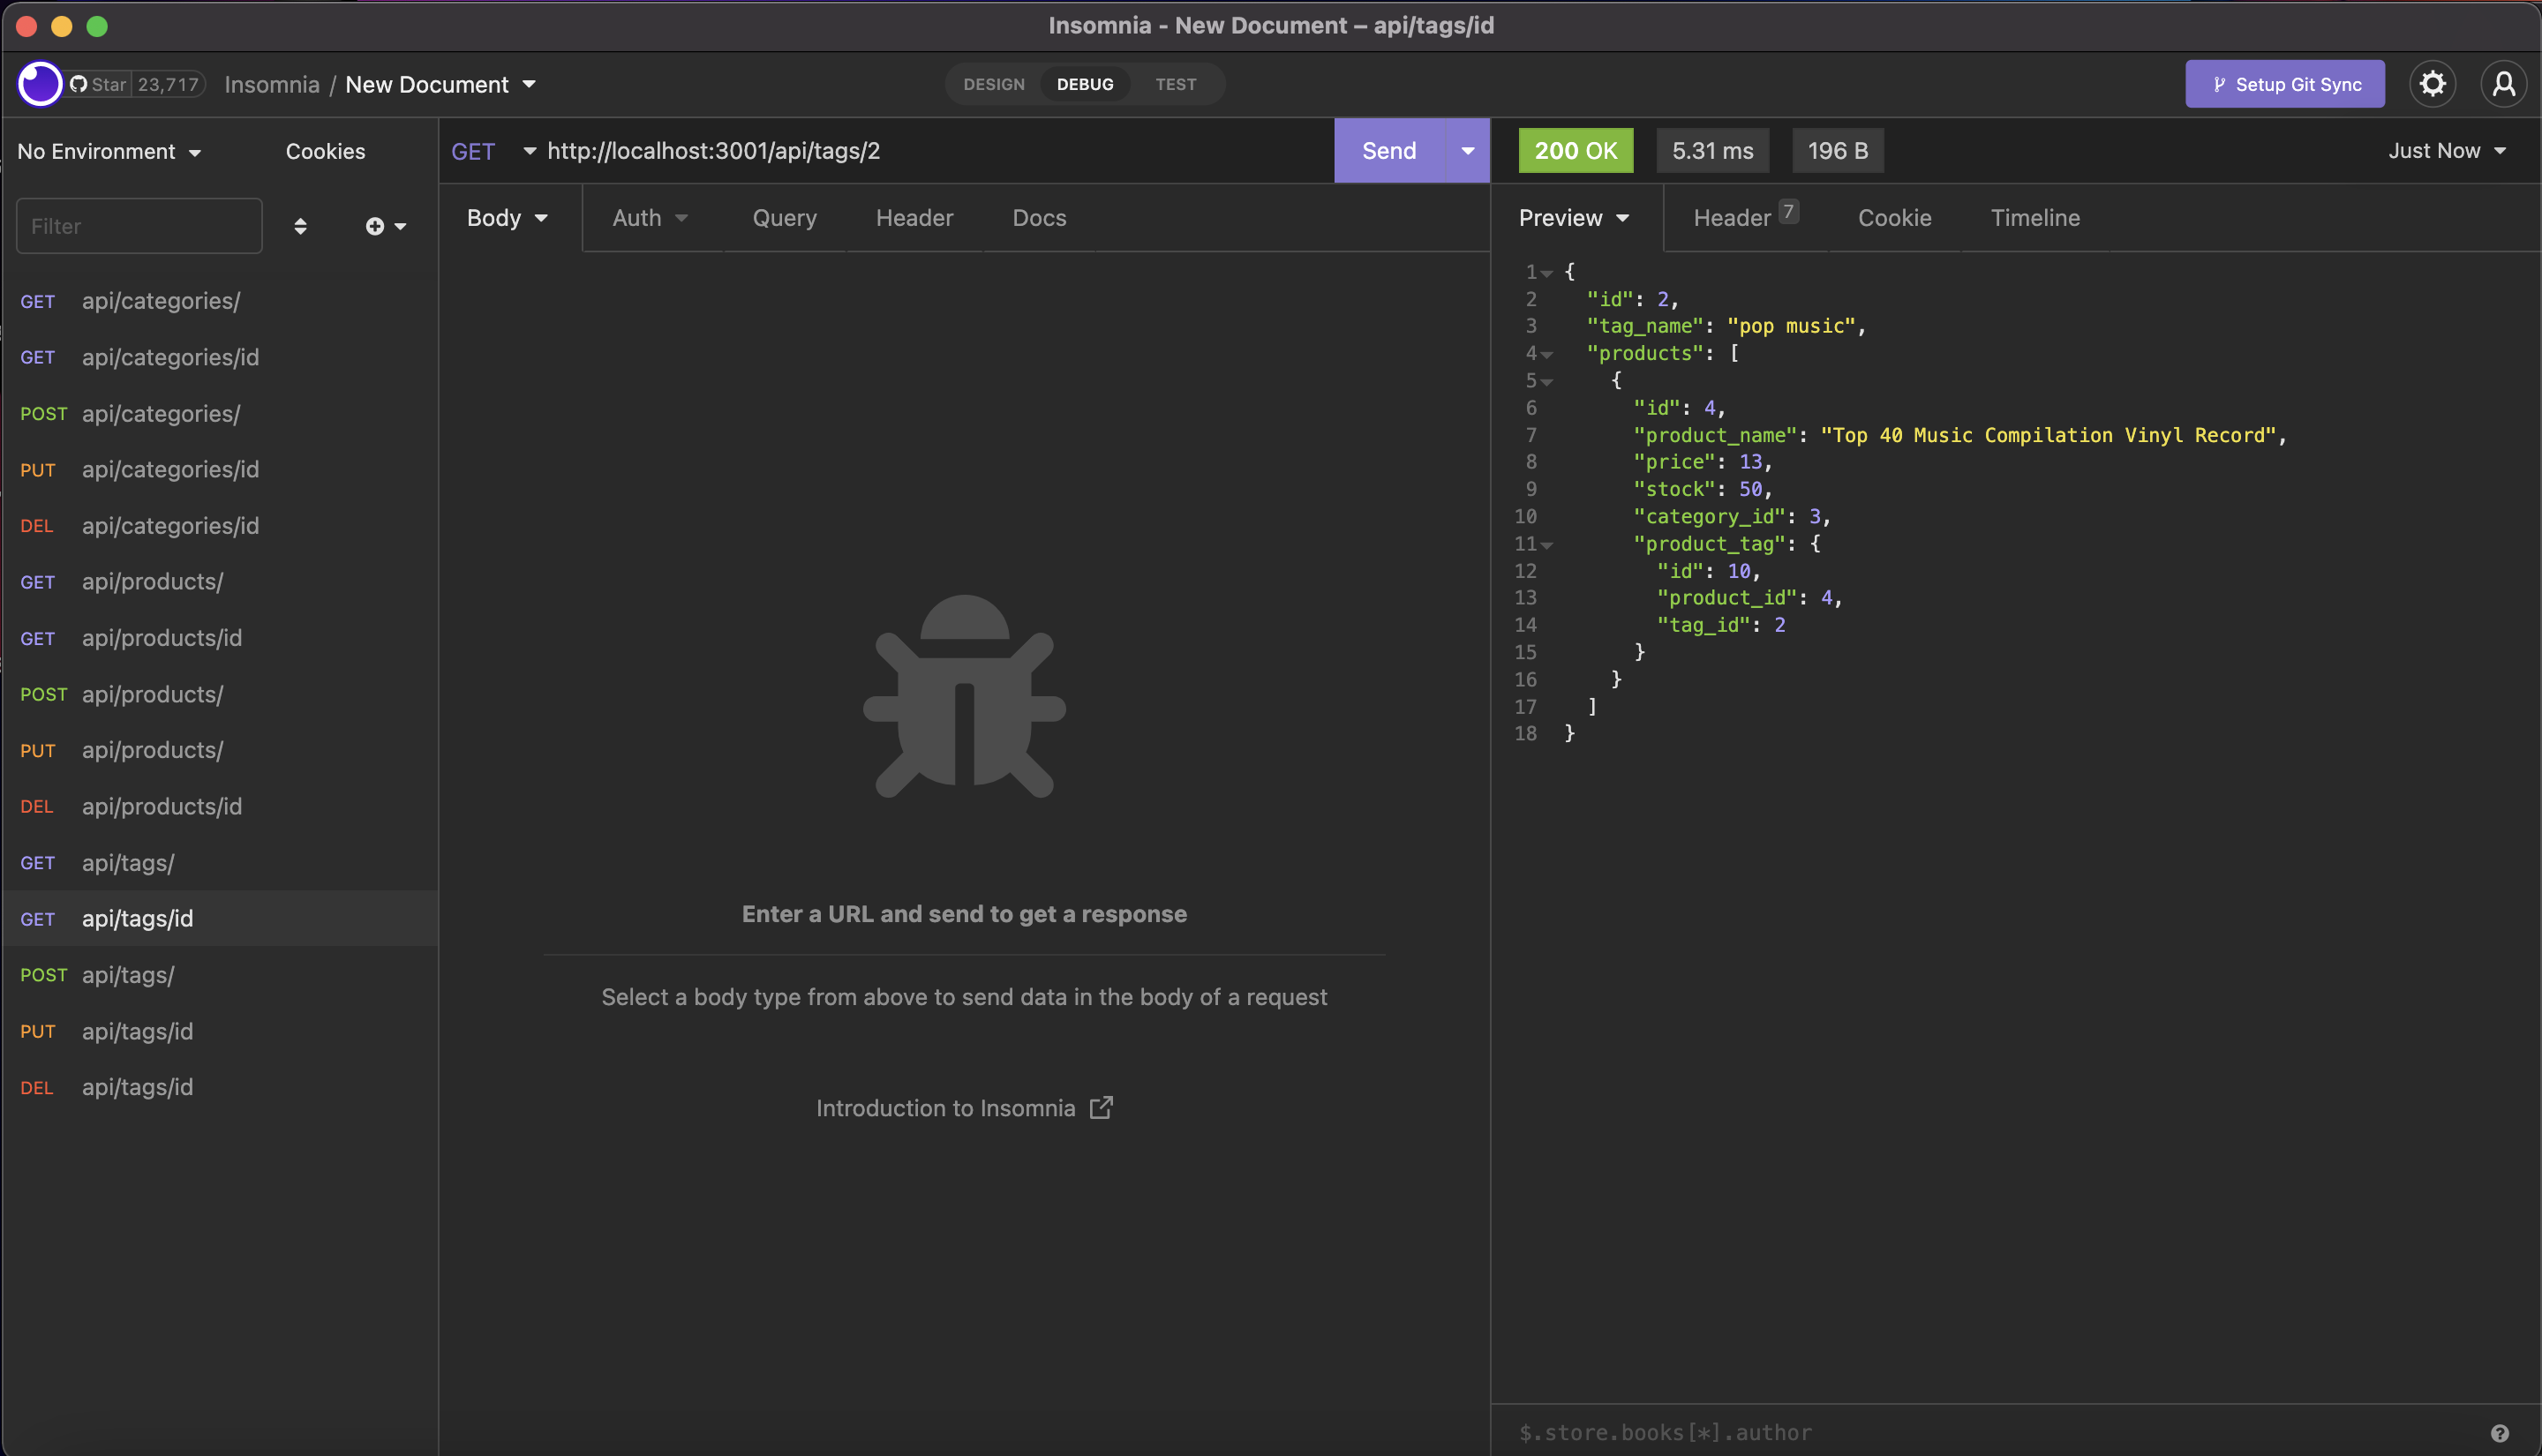 Insomnia - New Document – api/tags/id
Star 23,717 Insomnia / New Document DESIGN DEBUG TEST Setup Git Sync
No Environment Cookies
Filter
GET api/categories/
GET api/categories/id
POST api/categories/
PUT api/categories/id
DEL api/categories/id
GET api/products/
GET api/products/id
POST api/products/
PUT api/products/
DEL api/products/id
GET api/tags/
GET api/tags/id
POST api/tags/
PUT api/tags/id
DEL api/tags/id
GET http://localhost:3001/api/tags/2 Send
Body Auth Query Header Docs
Enter a URL and send to get a response
Select a body type from above to send data in the body of a request
Introduction to Insomnia
200 OK 5.31 ms 196 B Just Now
Preview Header 7 Cookie Timeline
1 {
2 "id": 2,
3 "tag_name": "pop music",
4 "products": [
5 {
6 "id": 4,
7 "product_name": "Top 40 Music Compilation Vinyl Record",
8 "price": 13,
9 "stock": 50,
10 "category_id": 3,
11 "product_tag": {
12 "id": 10,
13 "product_id": 4,
14 "tag_id": 2
15 }
16 }
17 ]
18 }
$.store.books[*].author